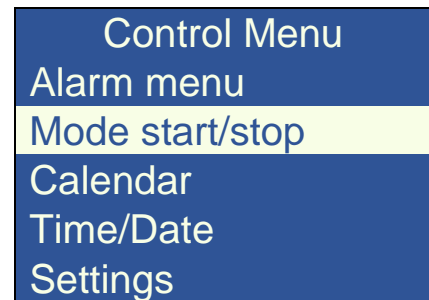 Control Menu
Alarm menu
Mode start/stop
Calendar
Time/Date
Settings